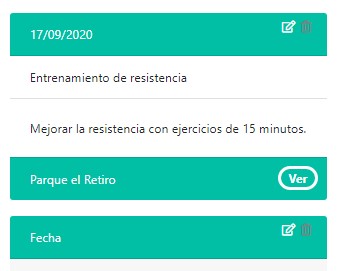 17/09/2020
Entrenamiento de resistencia
Mejorar la resistencia con ejercicios de 15 minutos.
Parque el Retiro
Ver
Fecha